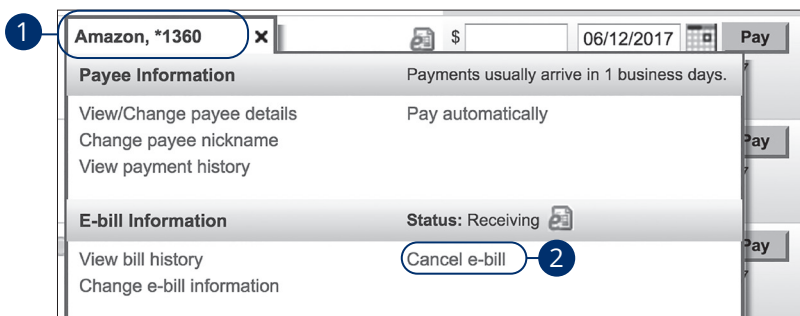 1
Amazon, *1360 × $ 06/12/2017 Pay
Payee Information Payments usually arrive in 1 business days.
View/Change payee details Pay automatically
Change payee nickname Pay
View payment history
E-bill Information Status: Receiving
View bill history Cancel e-bill 2 Pay
Change e-bill information